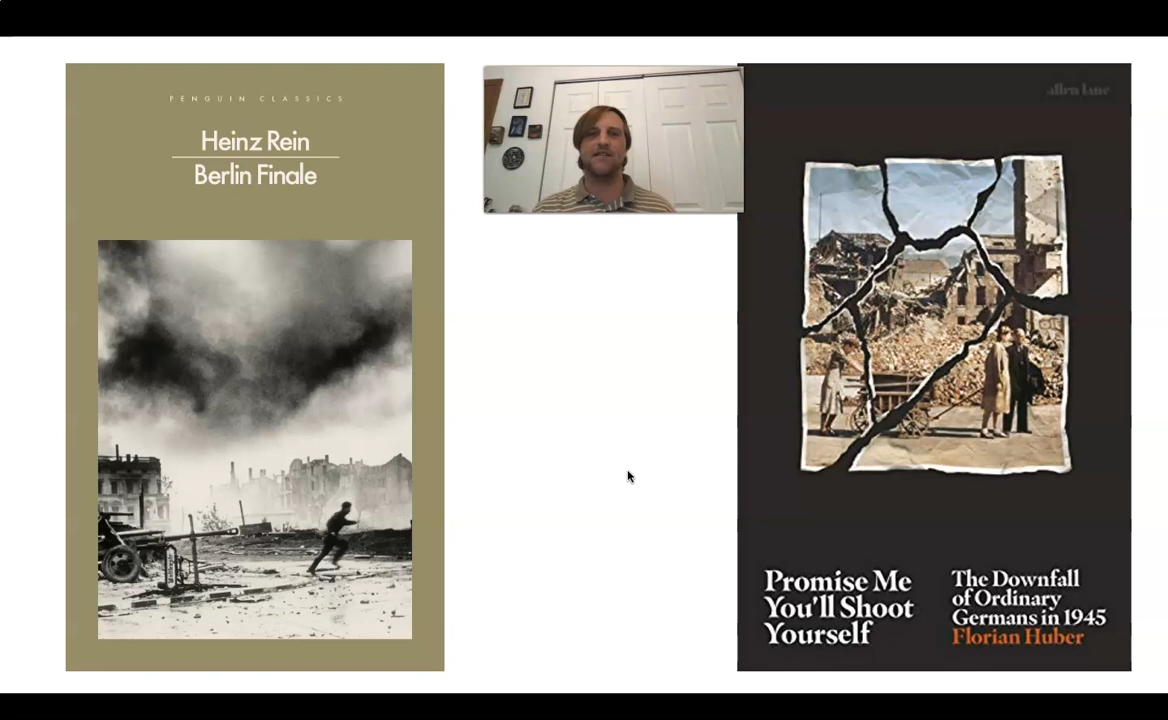 PENGUIN CLASSICS
Heinz Rein
Berlin Finale
allen lane
Promise Me
You'll Shoot
Yourself
The Downfall
of Ordinary
Germans in 1945
Florian Huber